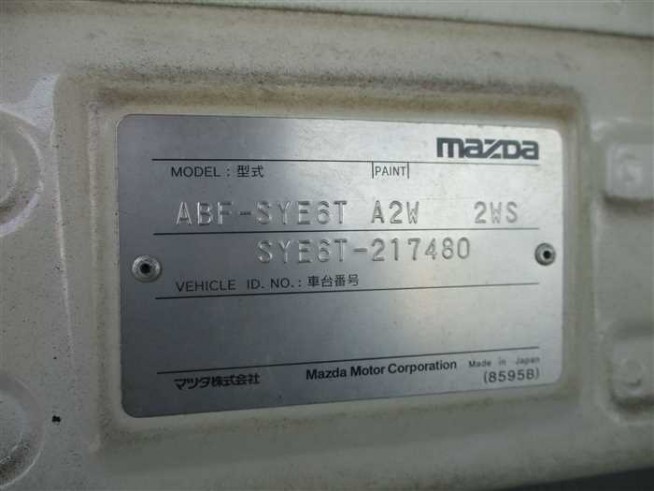 mazda
MODEL : 型式 PAINT
ABF-SYE6T A2W 2WS
SYE6T-217480
VEHICLE ID. NO. : 車台番号
マツダ株式会社 Mazda Motor Corporation Made in Japan
(8595B)